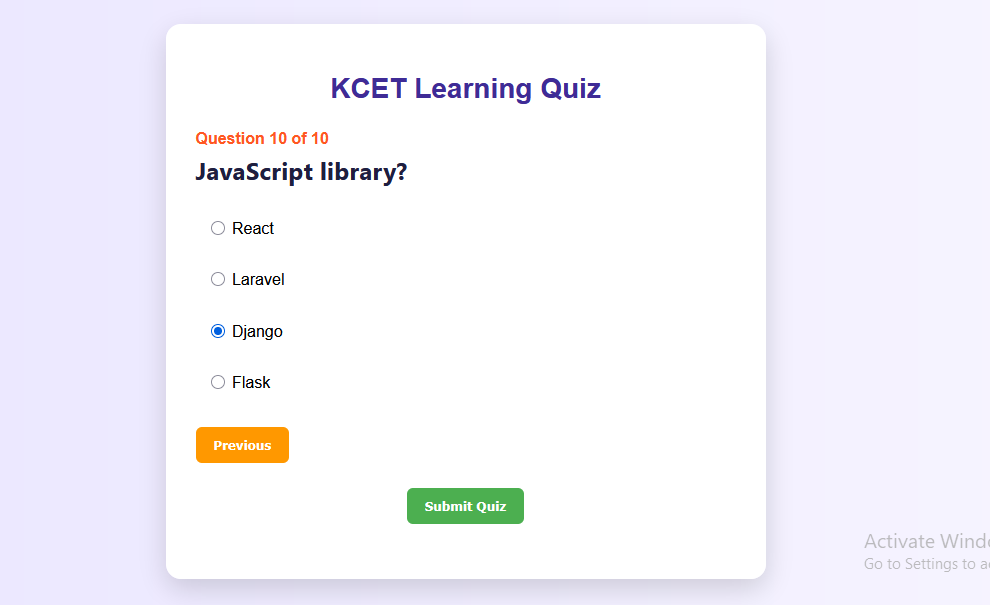 KCET Learning Quiz
Question 10 of 10
JavaScript library?
React
Laravel
Django
Flask
Previous
Submit Quiz
Activate Wind
Go to Settings to a